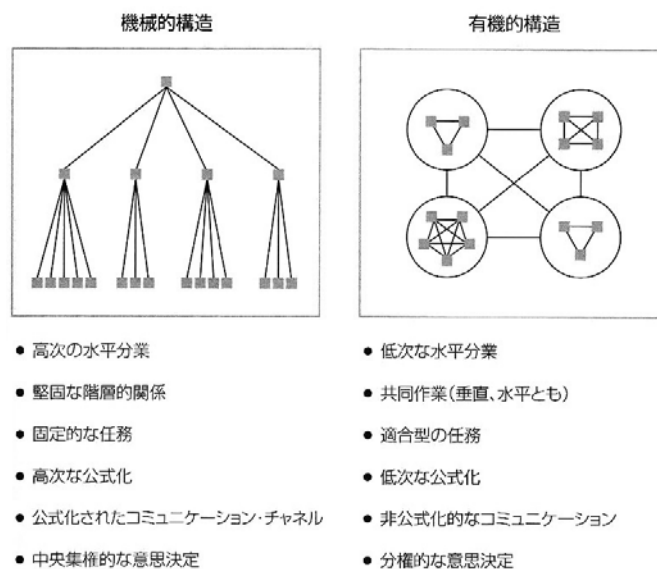 機械的構造
● 高次の水平分業
● 堅固な階層的関係
● 固定的な任務
● 高次な公式化
● 公式化されたコミュニケーション・チャネル
● 中央集権的な意思決定
有機的構造
● 低次な水平分業
● 共同作業(垂直、水平とも)
● 適合型の任務
● 低次な公式化
● 非公式化的なコミュニケーション
● 分権的な意思決定